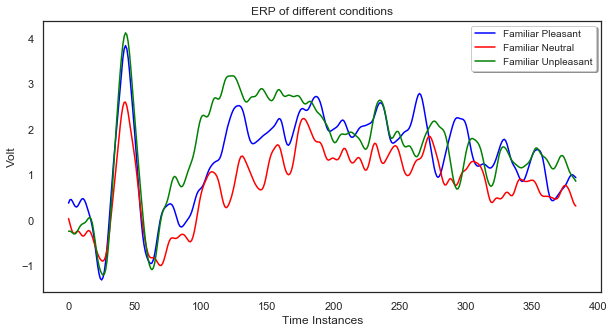 ERP of different conditions
Familiar Pleasant
Familiar Neutral
Familiar Unpleasant
Volt
4
3
2
1
0
−1
0
50
100
150
200
250
300
350
400
Time Instances